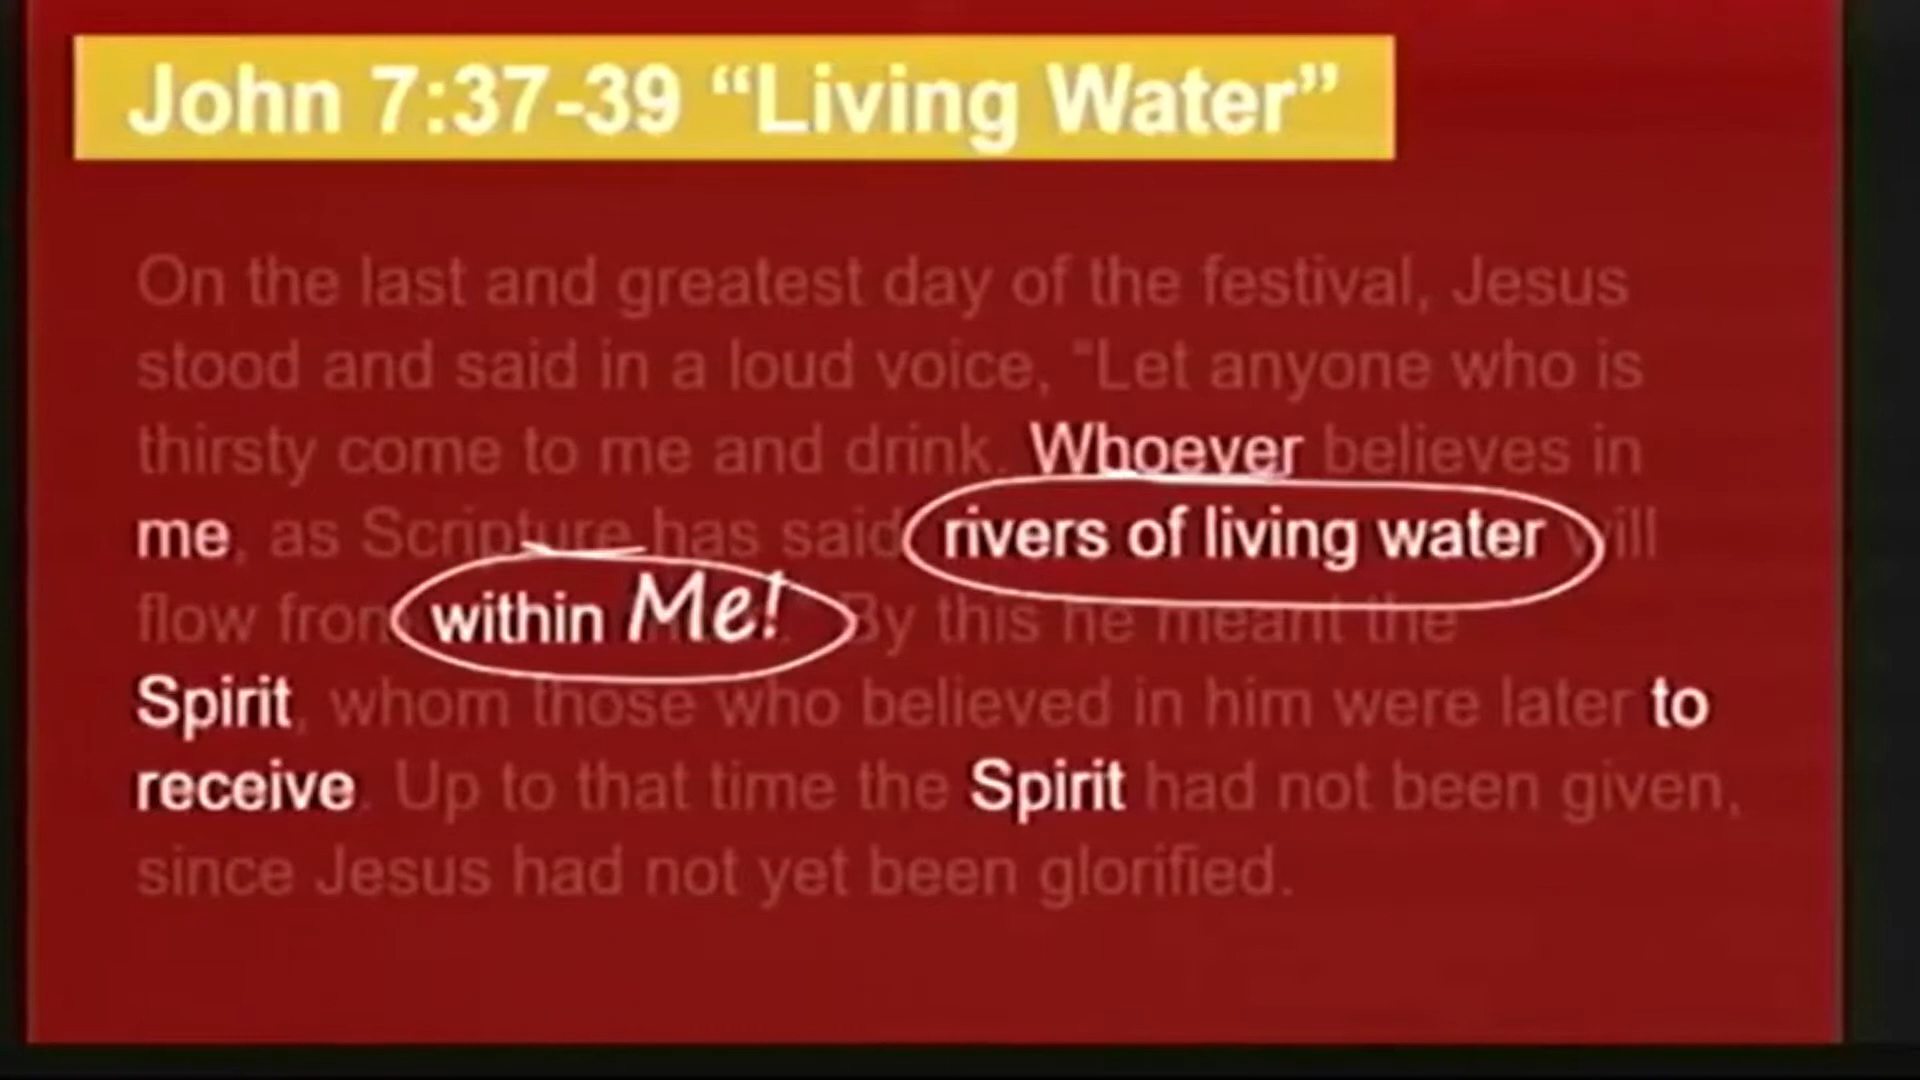 John 7:37-39 “Living Water”
On the last and greatest day of the festival, Jesus
stood and said in a loud voice, “Let anyone who is
thirsty come to me and drink. Whoever believes in
me, as Scripture has said rivers of living water will
flow from within Me!” By this he meant the
Spirit, whom those who believed in him were later to
receive. Up to that time the Spirit had not been given,
since Jesus had not yet been glorified.